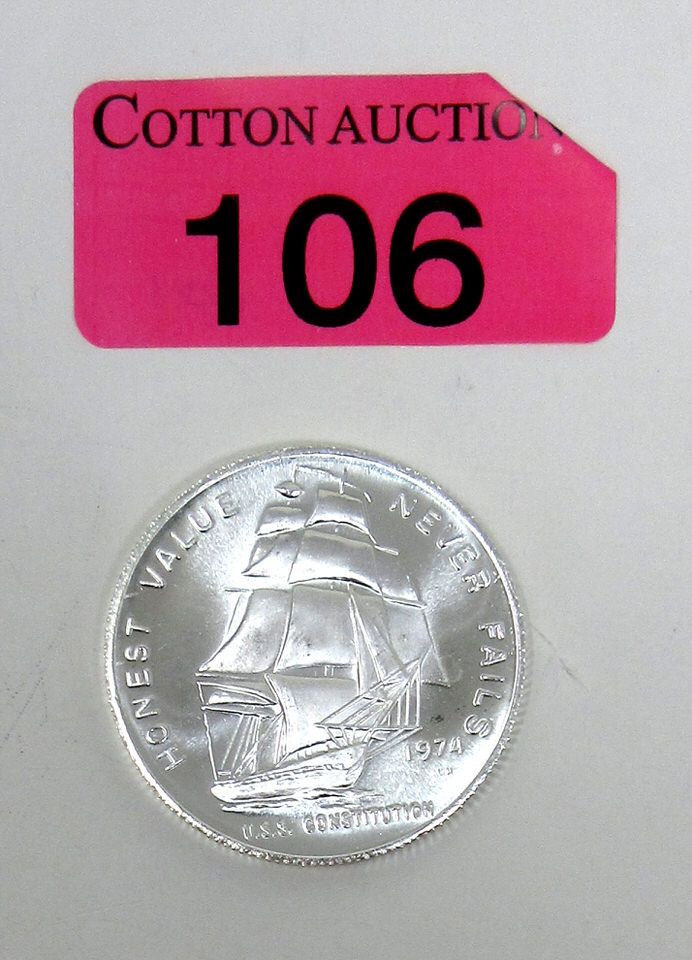 COTTON AUCTION
106
HONEST VALUE NEVER FAILS
1974
U.S.S. CONSTITUTION